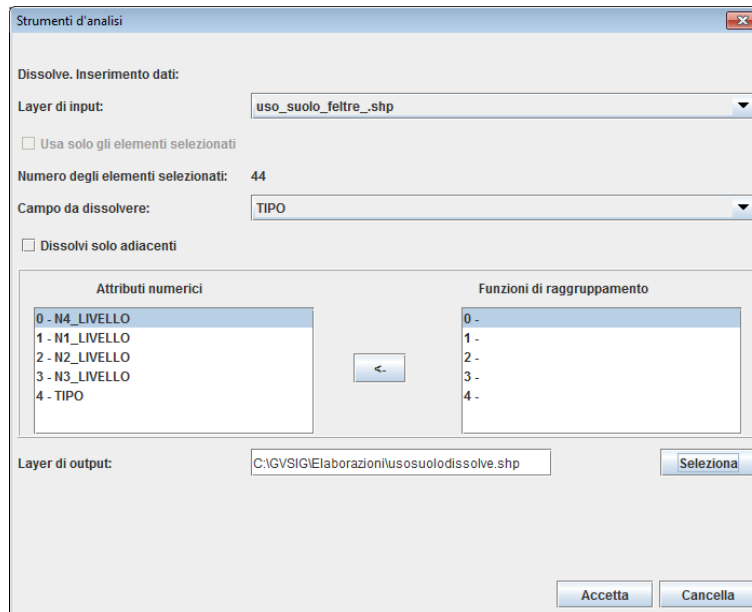 Strumenti d'analisi
Dissolve. Inserimento dati:
Layer di input:
uso_suolo_feltre_.shp
Usa solo gli elementi selezionati
Numero degli elementi selezionati:
44
Campo da dissolvere:
TIPO
Dissolvi solo adiacenti
Attributi numerici
Funzioni di raggruppamento
0 - N4_LIVELLO
1 - N1_LIVELLO
2 - N2_LIVELLO
3 - N3_LIVELLO
4 - TIPO
<-
0 -
1 -
2 -
3 -
4 -
Layer di output:
C:\GVSIG\Elaborazioni\usosuolodissolve.shp
Seleziona
Accetta
Cancella